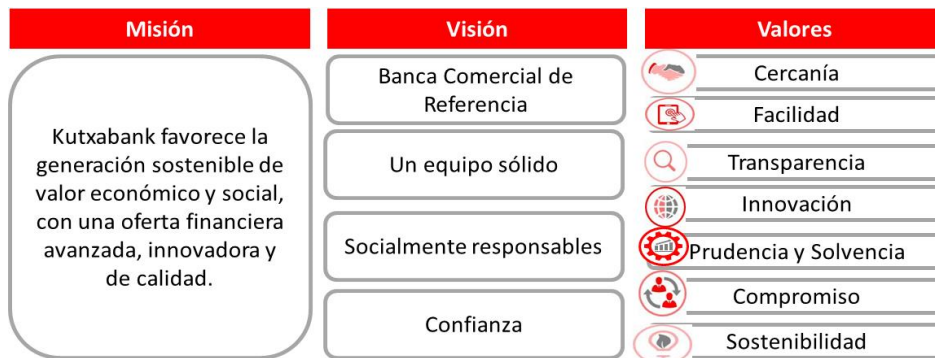 Misión
Kutxabank favorece la
generación sostenible de
valor económico y social,
con una oferta financiera
avanzada, innovadora y
de calidad.
Visión
Banca Comercial de
Referencia
Un equipo sólido
Socialmente responsables
Confianza
Valores
Cercanía
Facilidad
Transparencia
Innovación
Prudencia y Solvencia
Compromiso
Sostenibilidad